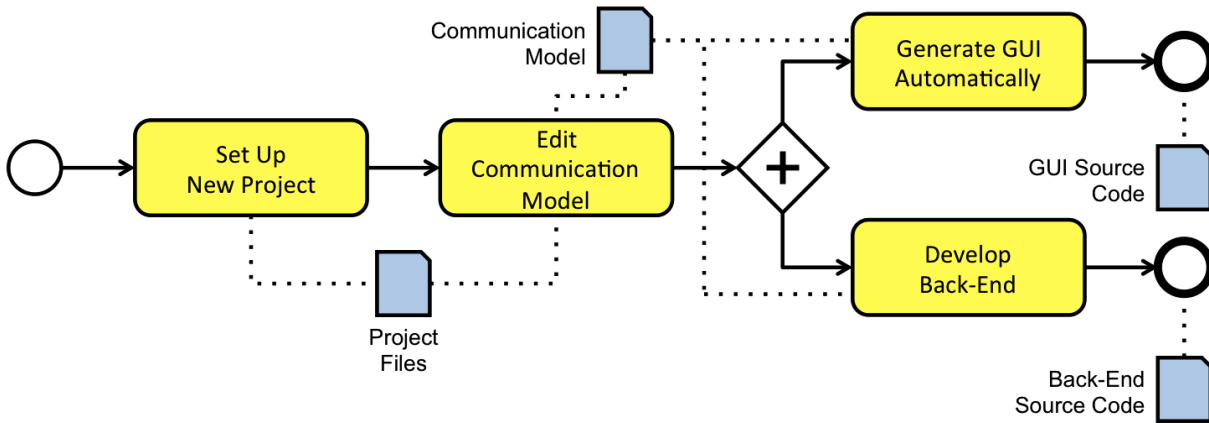 Communication
Model
Generate GUI
Automatically
Set Up
New Project
Edit
Communication
Model
GUI Source
Code
Develop
Back-End
Project
Files
Back-End
Source Code